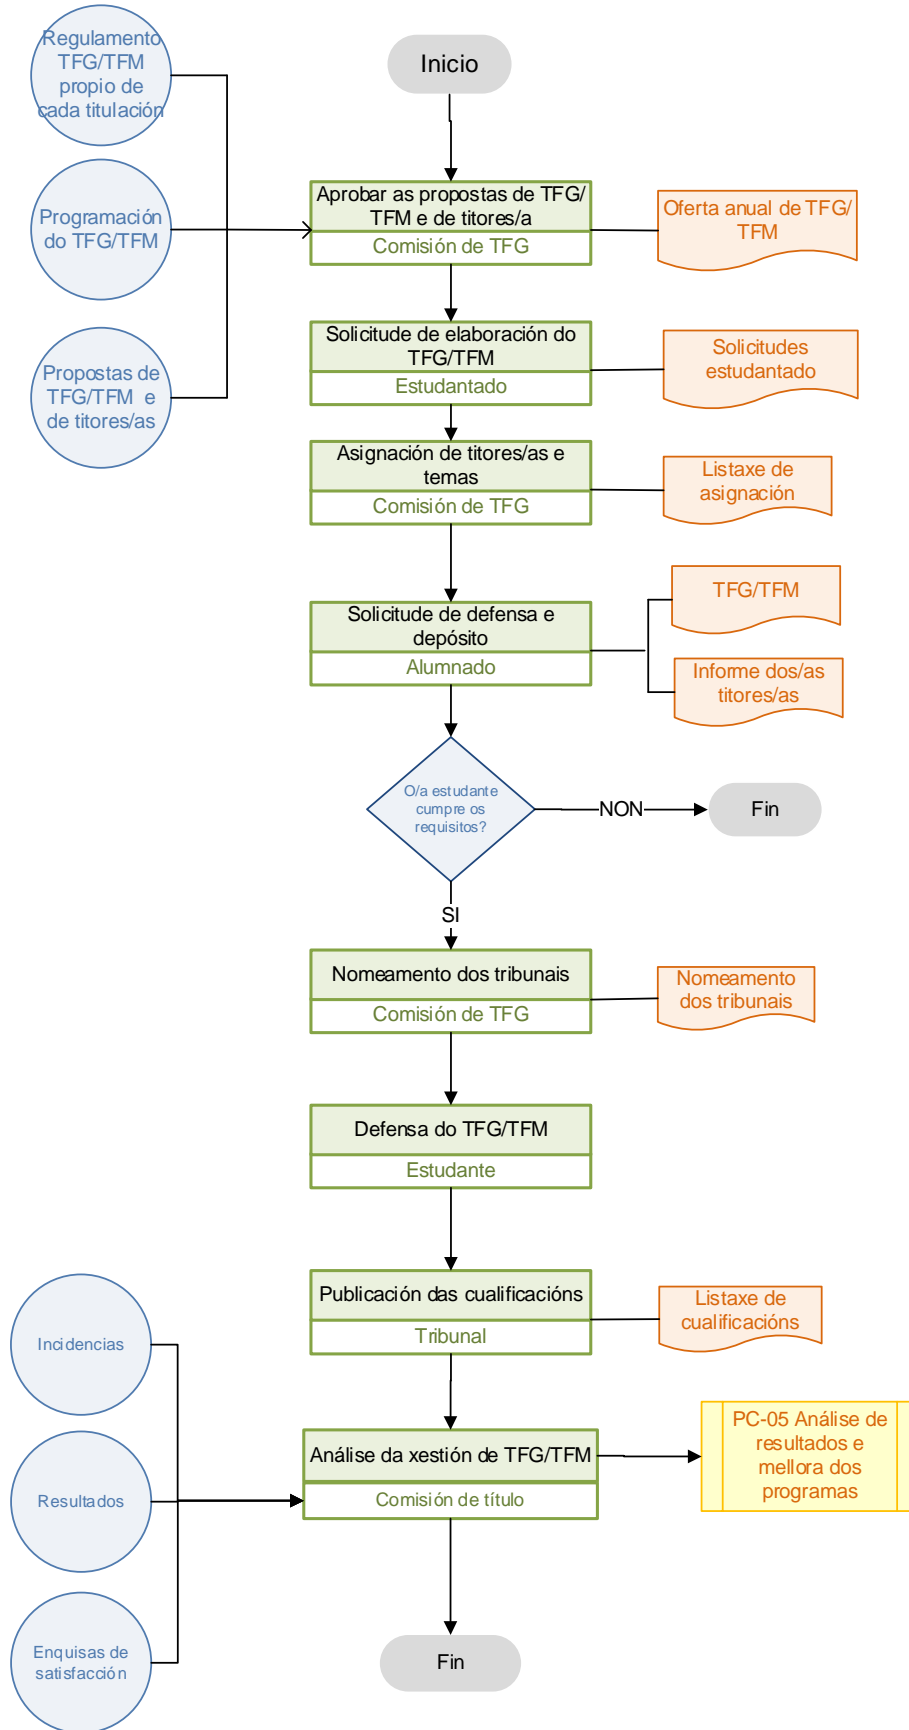 Regulamento
TFG/TFM
propio de
cada titulación
Inicio
Programación
do TFG/TFM
Aprobar as propostas de TFG/
TFM e de titores/a
Comisión de TFG
Oferta anual de TFG/
TFM
Propostas de
TFG/TFM e
de titores/as
Solicitude de elaboración do
TFG/TFM
Estudantado
Solicitudes
estudantado
Asignación de titores/as e
temas
Comisión de TFG
Listaxe de
asignación
Solicitude de defensa e
depósito
Alumnado
TFG/TFM
Informe dos/as
titores/as
O/a estudante
cumpre os
requisitos?
NON
Fin
SI
Nomeamento dos tribunais
Comisión de TFG
Nomeamento
dos tribunais
Defensa do TFG/TFM
Estudante
Publicación das cualificacións
Tribunal
Listaxe de
cualificacións
Incidencias
Resultados
Enquisas de
satisfacción
Análise da xestión de TFG/TFM
Comisión de título
PC-05 Análise de
resultados e
mellora dos
programas
Fin